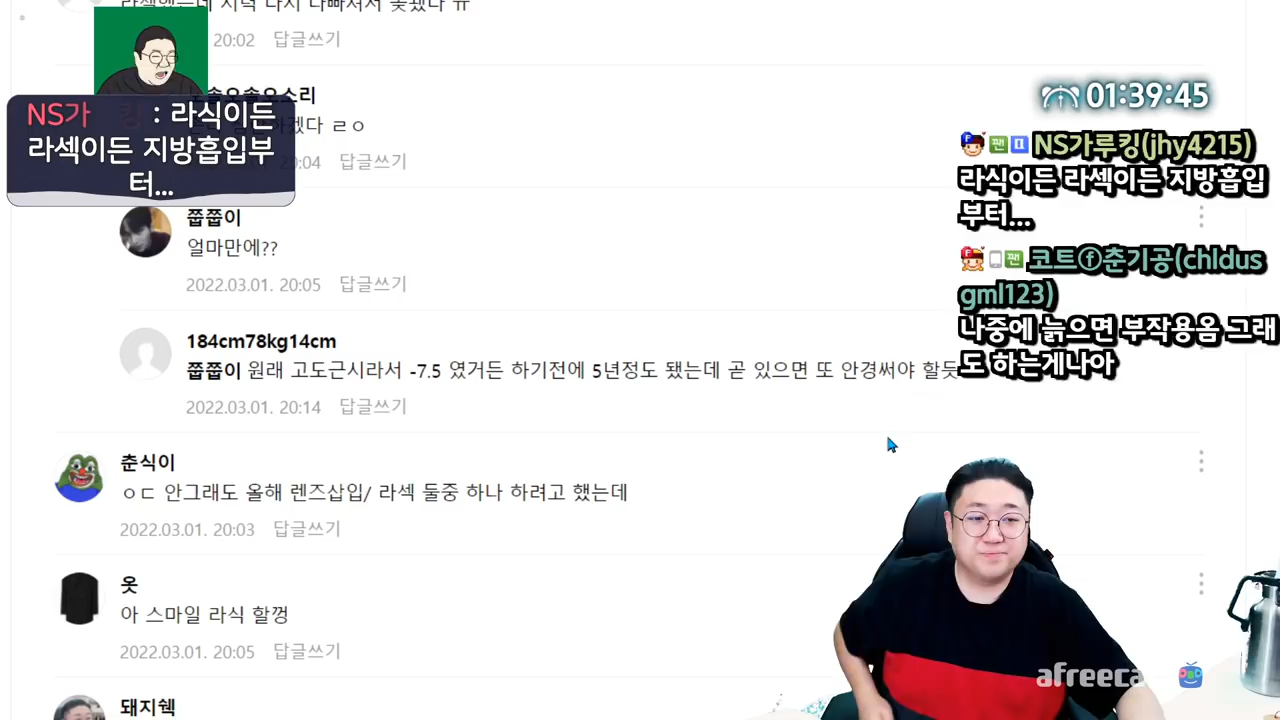 20:02 답글쓰기
NS가 킹 : 라식이든
라섹이든 지방흡입부
터...
20:04 답글쓰기
쭙쭙이
얼마만에??
2022.03.01. 20:05 답글쓰기
184cm78kg14cm
쭙쭙이 원래 고도근시라서 -7.5 였거든 하기전에 5년정도 됐는데 곧 있으면 또 안경써야 할듯
2022.03.01. 20:14 답글쓰기
춘식이
ㅇㄷ 안그래도 올해 렌즈삽입/ 라섹 둘중 하나 하려고 했는데
2022.03.01. 20:03 답글쓰기
옷
아 스마일 라식 할껑
2022.03.01. 20:05 답글쓰기
돼지쉑
01:39:45
NS가루킹(jhy4215)
라식이든 라섹이든 지방흡입
부터...
코트ⓕ춘기공(chldus
gml123)
나중에 늙으면 부작용옴 그래
도 하는게나아
afreeca